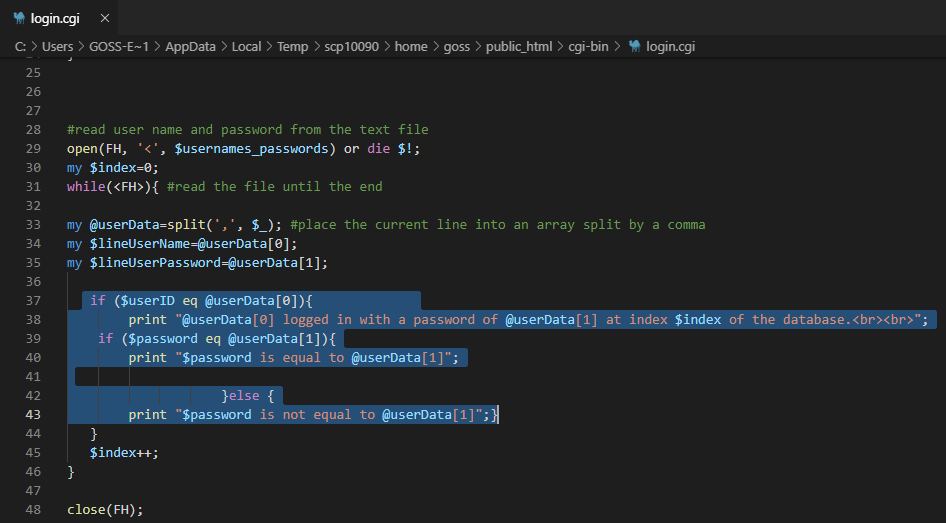 login.cgi ×
C: > Users > GOSS-E~1 > AppData > Local > Temp > scp10090 > home > goss > public_html > cgi-bin > login.cgi
25
26
27
28 #read user name and password from the text file
29 open(FH, '<', $usernames_passwords) or die $!;
30 my $index=0;
31 while(<FH>){ #read the file until the end
32
33 my @userData=split(',', $_); #place the current line into an array split by a comma
34 my $lineUserName=@userData[0];
35 my $lineUserPassword=@userData[1];
36
37 if ($userID eq @userData[0]){
38 print "@userData[0] logged in with a password of @userData[1] at index $index of the database.<br><br>";
39 if ($password eq @userData[1]){
40 print "$password is equal to @userData[1]";
41
42 }else {
43 print "$password is not equal to @userData[1]";}
44 }
45 $index++;
46 }
47
48 close(FH);